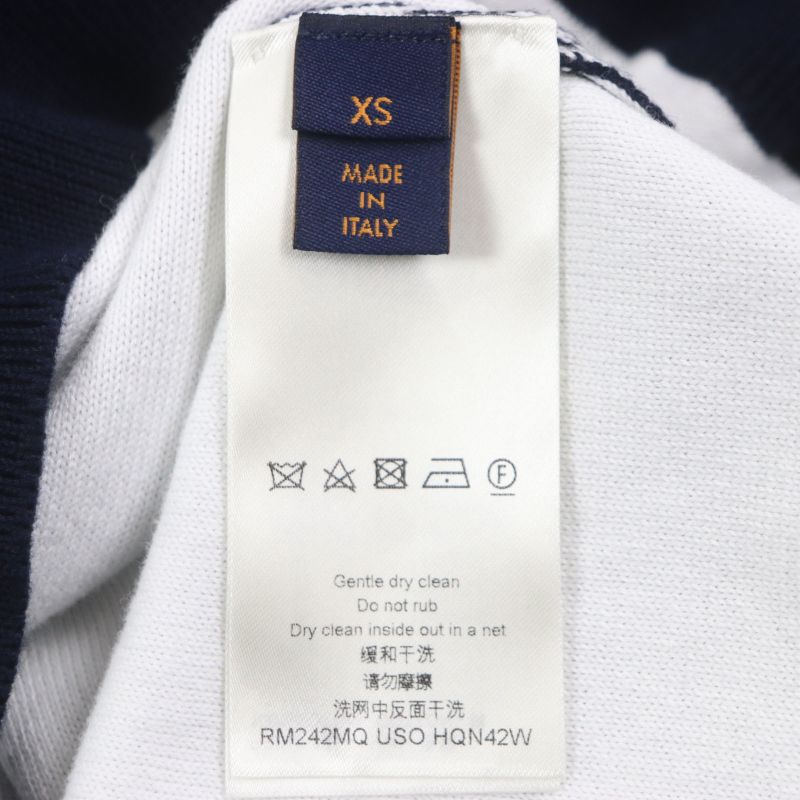 XS
MADE
IN
ITALY
F
Gentle dry clean
Do not rub
Dry clean inside out in a net
缓和干洗
请勿摩擦
洗网中反面干洗
RM242MQ USO HQN42W